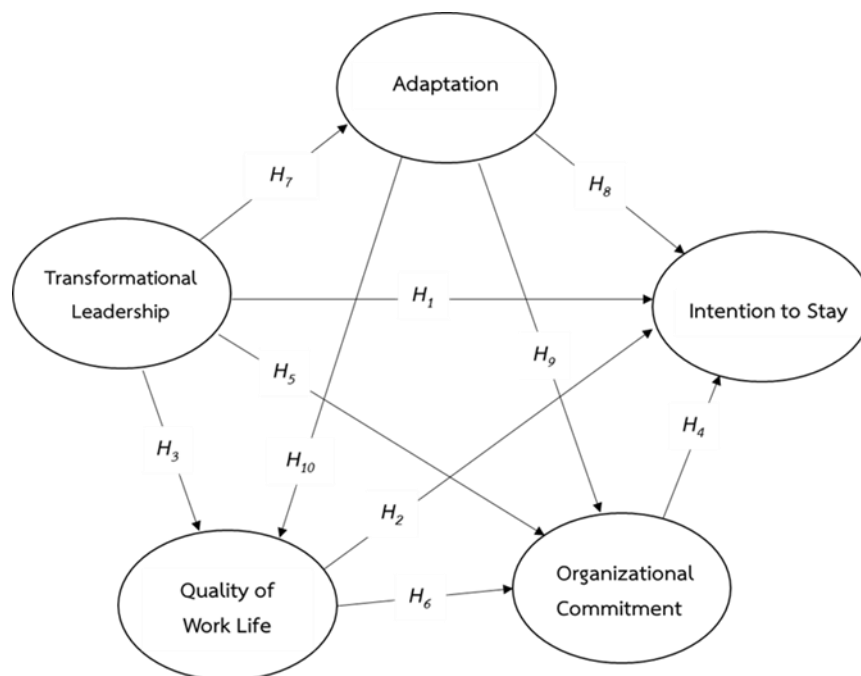 Adaptation
H7
H8
Transformational
Leadership
H1
Intention to Stay
H5
H9
H3
H10
H2
H4
Quality of
Work Life
H6
Organizational
Commitment